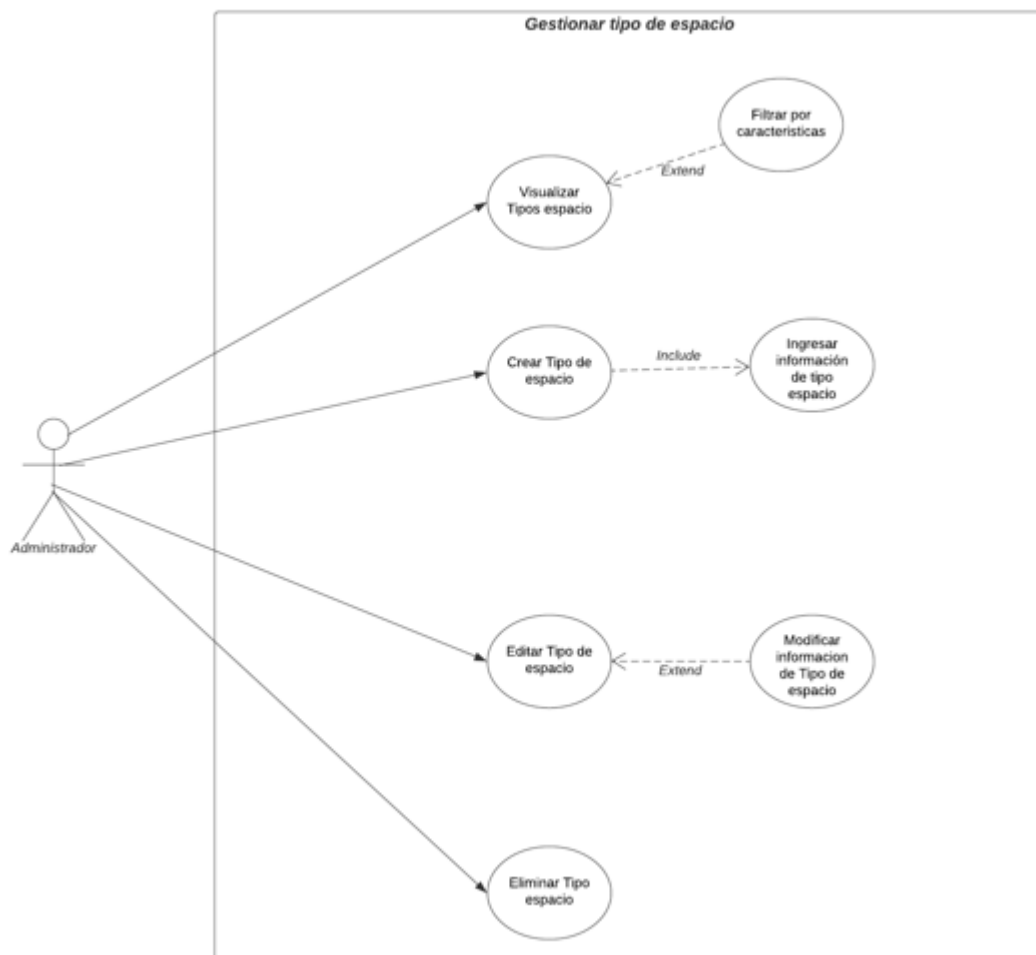 Gestionar tipo de espacio
Filtrar por
caracteristicas
Extend
Visualizar
Tipos espacio
Crear Tipo de
espacio
Include
Ingresar
información
de tipo
espacio
Administrador
Editar Tipo de
espacio
Extend
Modificar
informacion
de Tipo de
espacio
Eliminar Tipo
espacio